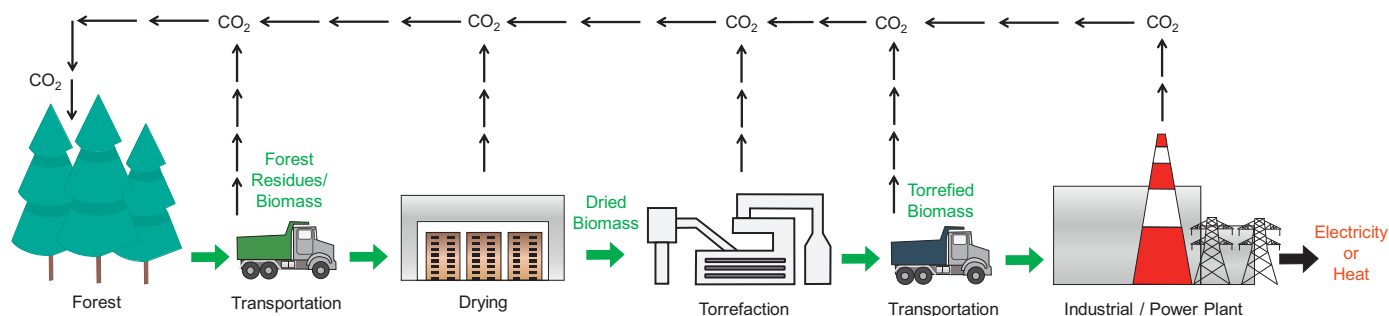 CO₂
CO₂
CO₂
CO₂
CO₂
CO₂
Forest
Residues/
Biomass
Dried
Biomass
Torrefied
Biomass
Electricity
or
Heat
Forest
Transportation
Drying
Torrefaction
Transportation
Industrial / Power Plant